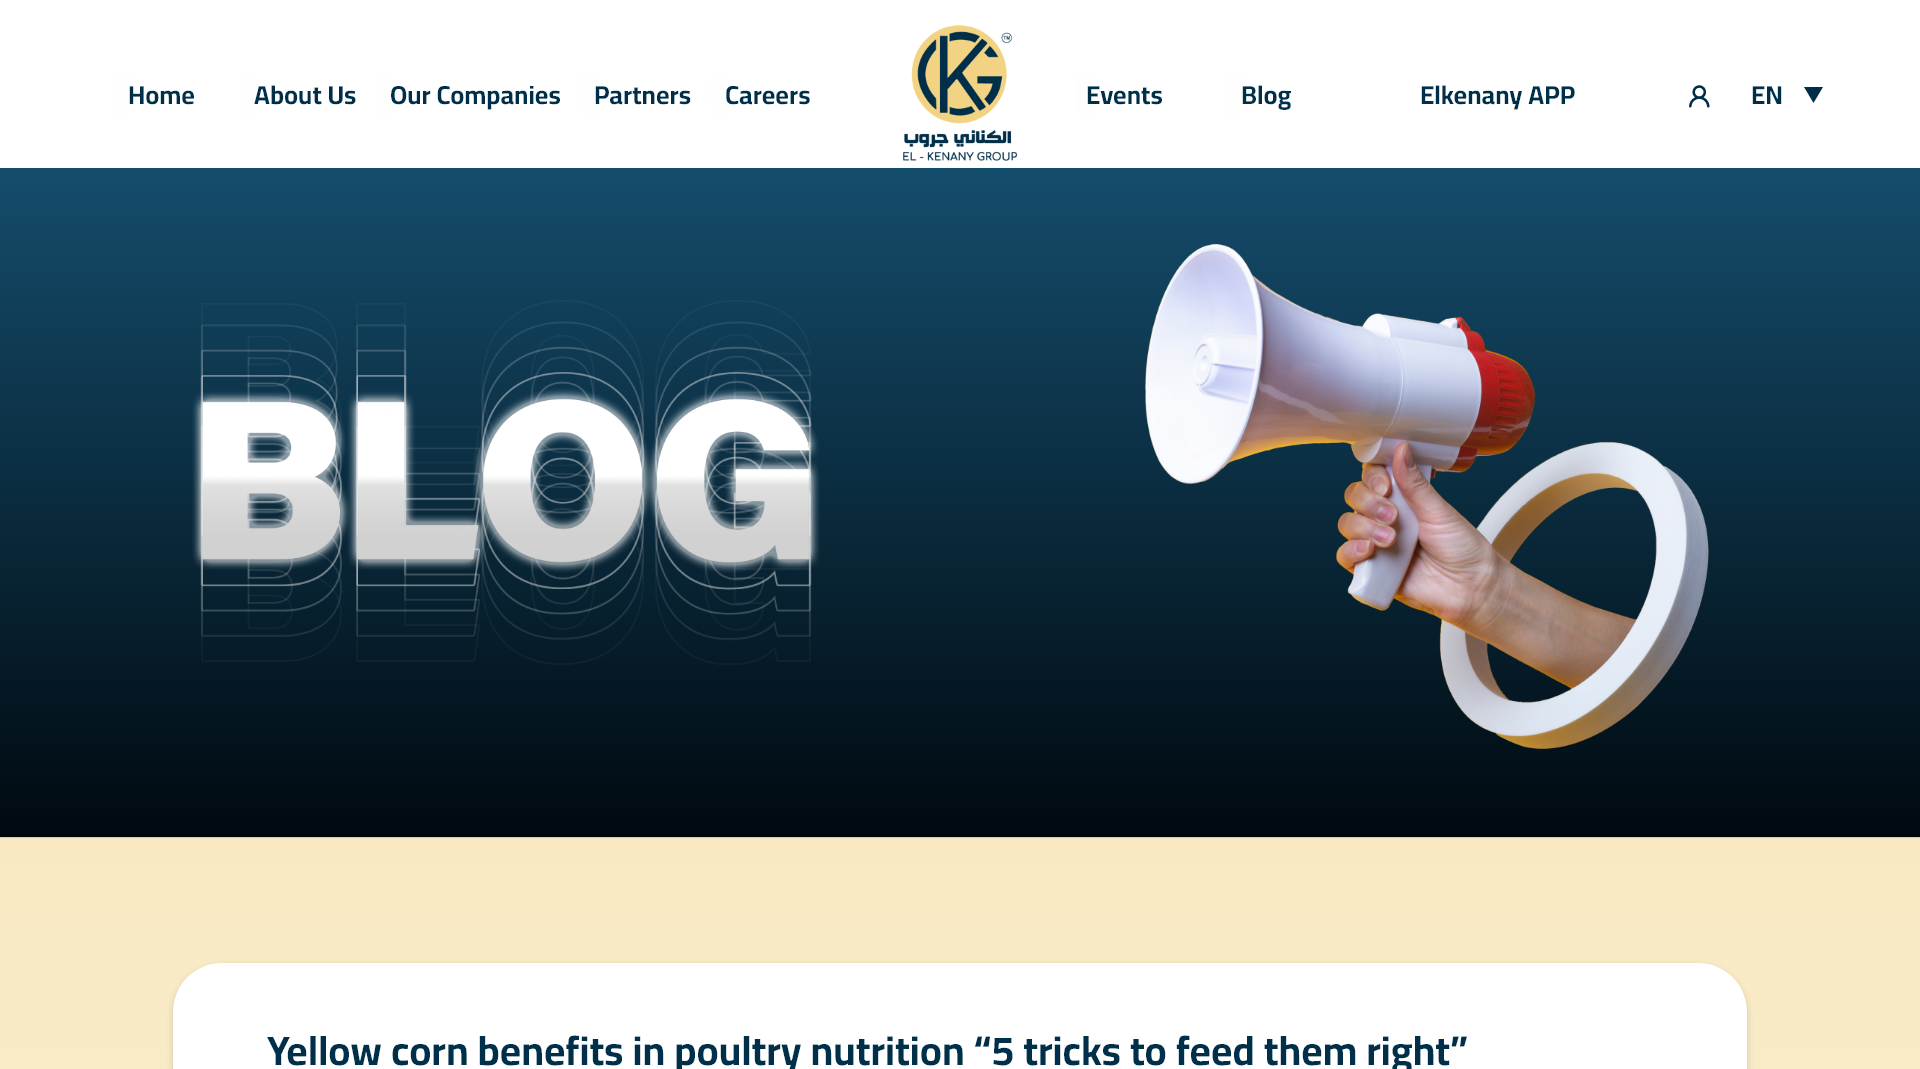 Home About Us Our Companies Partners Careers
TM
الكناني جروب
EL - KENANY GROUP
Events Blog Elkenany APP EN
BLOG
Yellow corn benefits in poultry nutrition “5 tricks to feed them right”